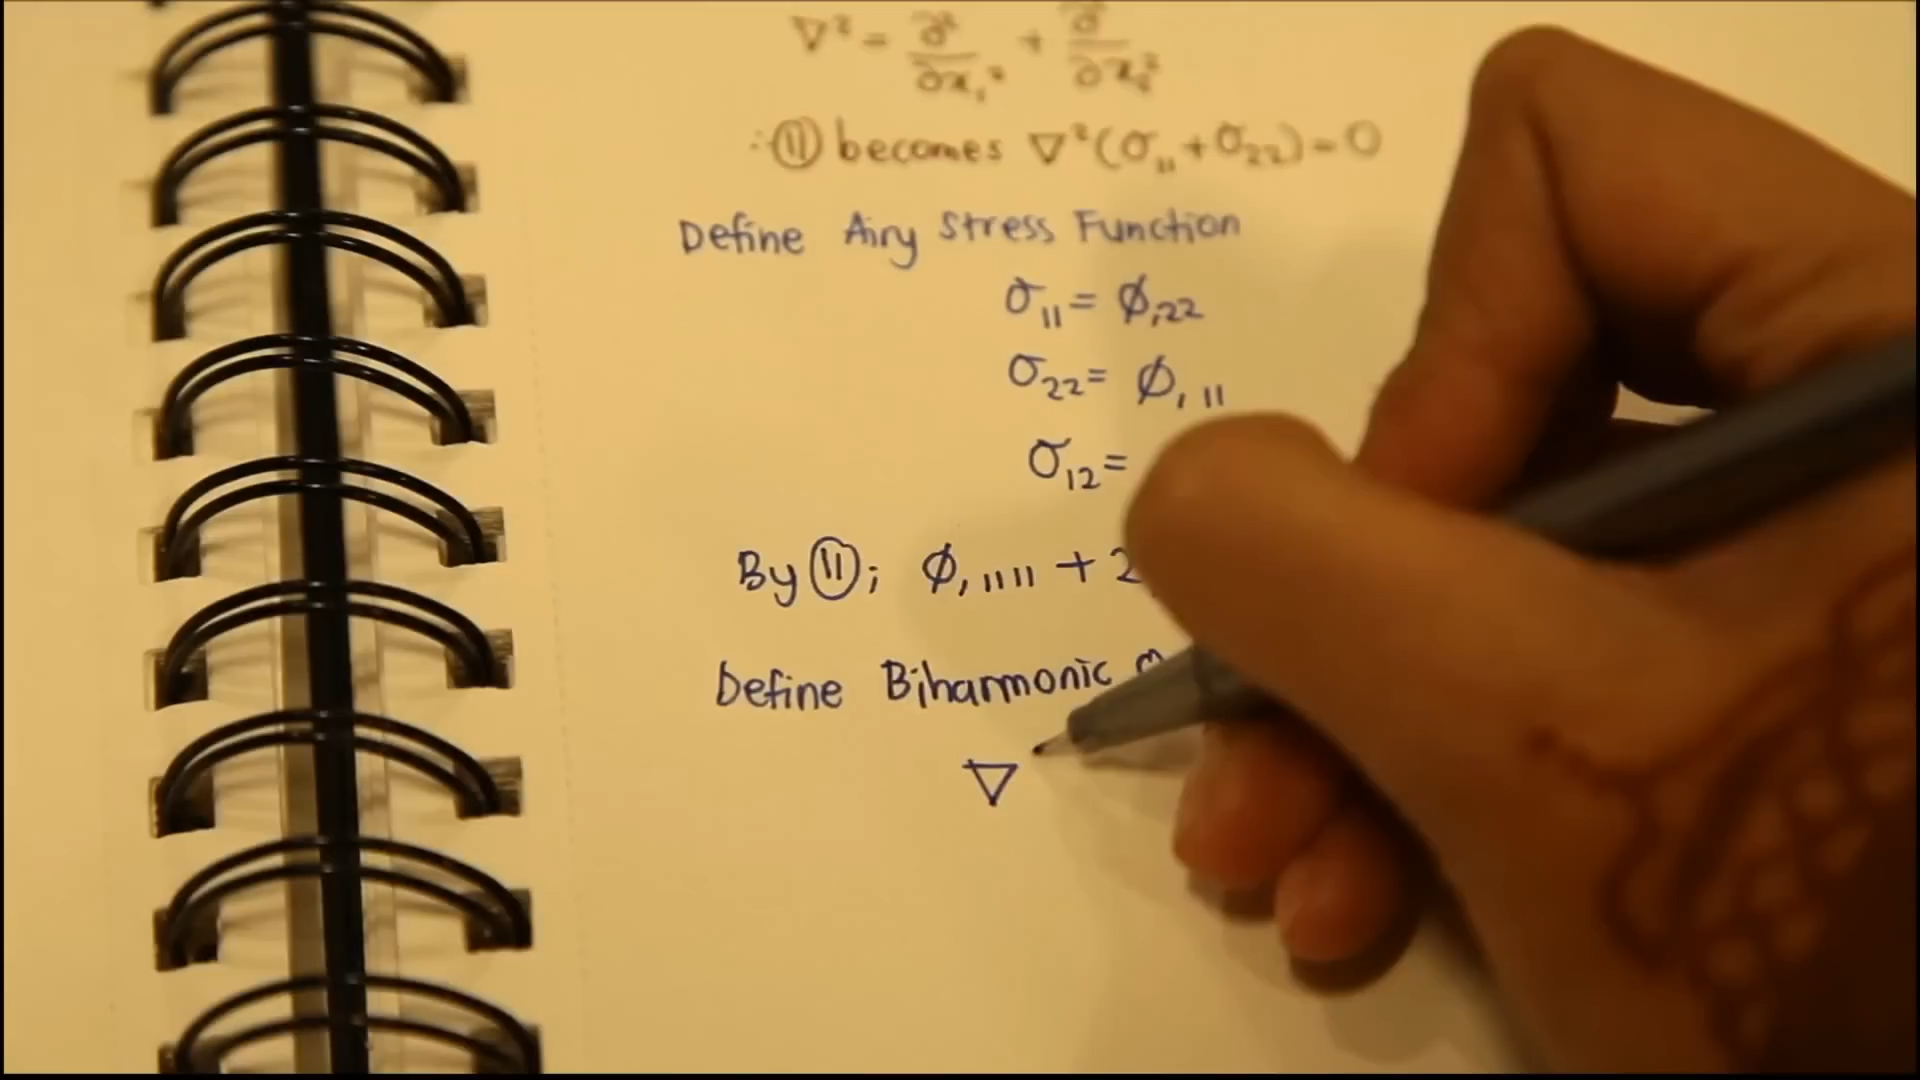 ∇² = ∂²/∂x₁² + ∂²/∂x₂²
∴ ⑪ becomes ∇²(σ₁₁+σ₂₂)=0
Define Airy Stress Function
σ₁₁ = ø,₂₂
σ₂₂ = ø,₁₁
σ₁₂ =
By ⑪; ø,₁₁₁₁ + 2
Define Biharmonic
∇